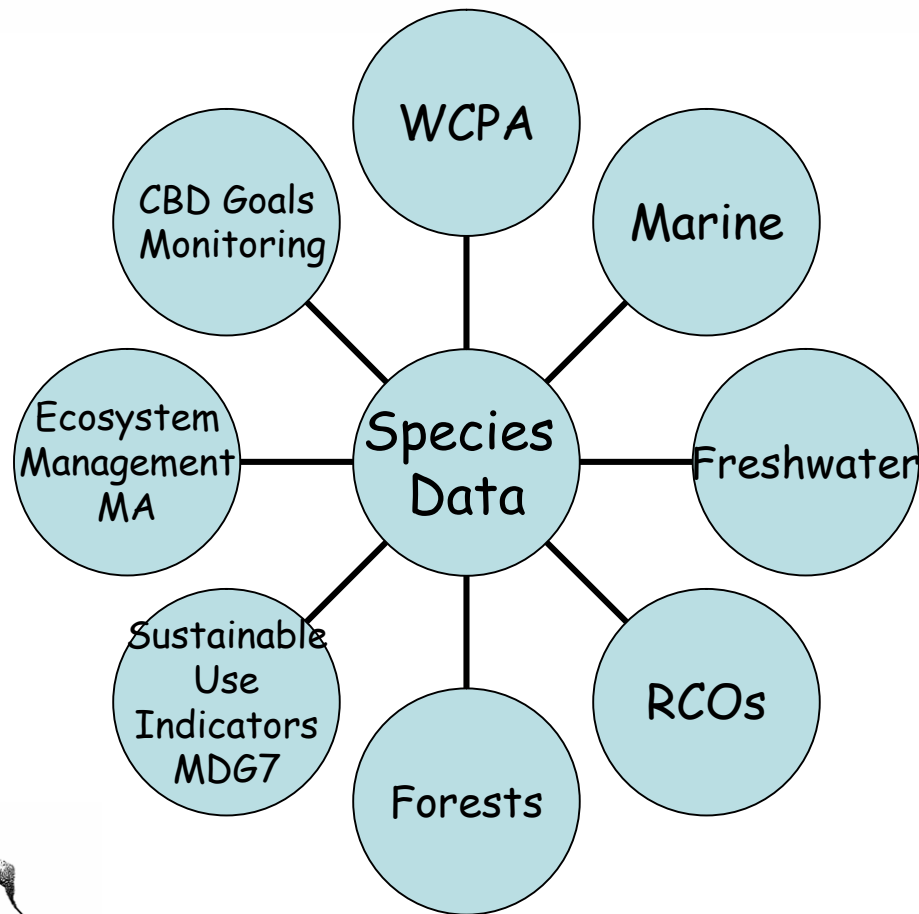 WCPA
CBD Goals
Monitoring
Marine
Ecosystem
Management
MA
Species
Data
Freshwater
Sustainable
Use
Indicators
MDG7
RCOs
Forests